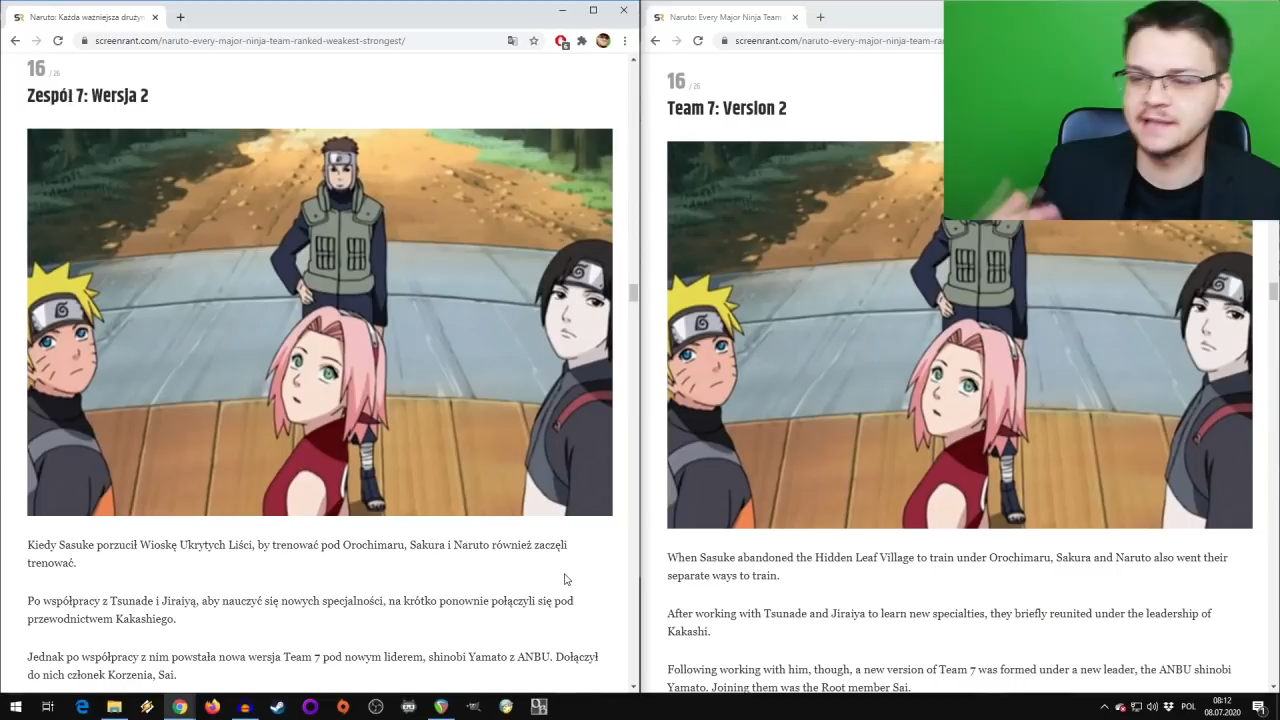 Naruto: Każda ważniejsza drużyn
screenrant.com/naruto-every-major-ninja-team-ranked-weakest-strongest/
16 / 26
Zespół 7: Wersja 2
Kiedy Sasuke porzucił Wioskę Ukrytych Liści, by trenować pod Orochimaru, Sakura i Naruto również zaczęli
trenować.
Po współpracy z Tsunade i Jiraiyą, aby nauczyć się nowych specjalności, na krótko ponownie połączyli się pod
przewodnictwem Kakashiego.
Jednak po współpracy z nim powstała nowa wersja Team 7 pod nowym liderem, shinobi Yamato z ANBU. Dołączył
do nich członek Korzenia, Sai.
Naruto: Every Major Ninja Team
screenrant.com/naruto-every-major-ninja-team-ra
16 / 26
Team 7: Version 2
When Sasuke abandoned the Hidden Leaf Village to train under Orochimaru, Sakura and Naruto also went their
separate ways to train.
After working with Tsunade and Jiraiya to learn new specialties, they briefly reunited under the leadership of
Kakashi.
Following working with him, though, a new version of Team 7 was formed under a new leader, the ANBU shinobi
Yamato. Joining them was the Root member Sai.
POL
08:12
08.07.2020